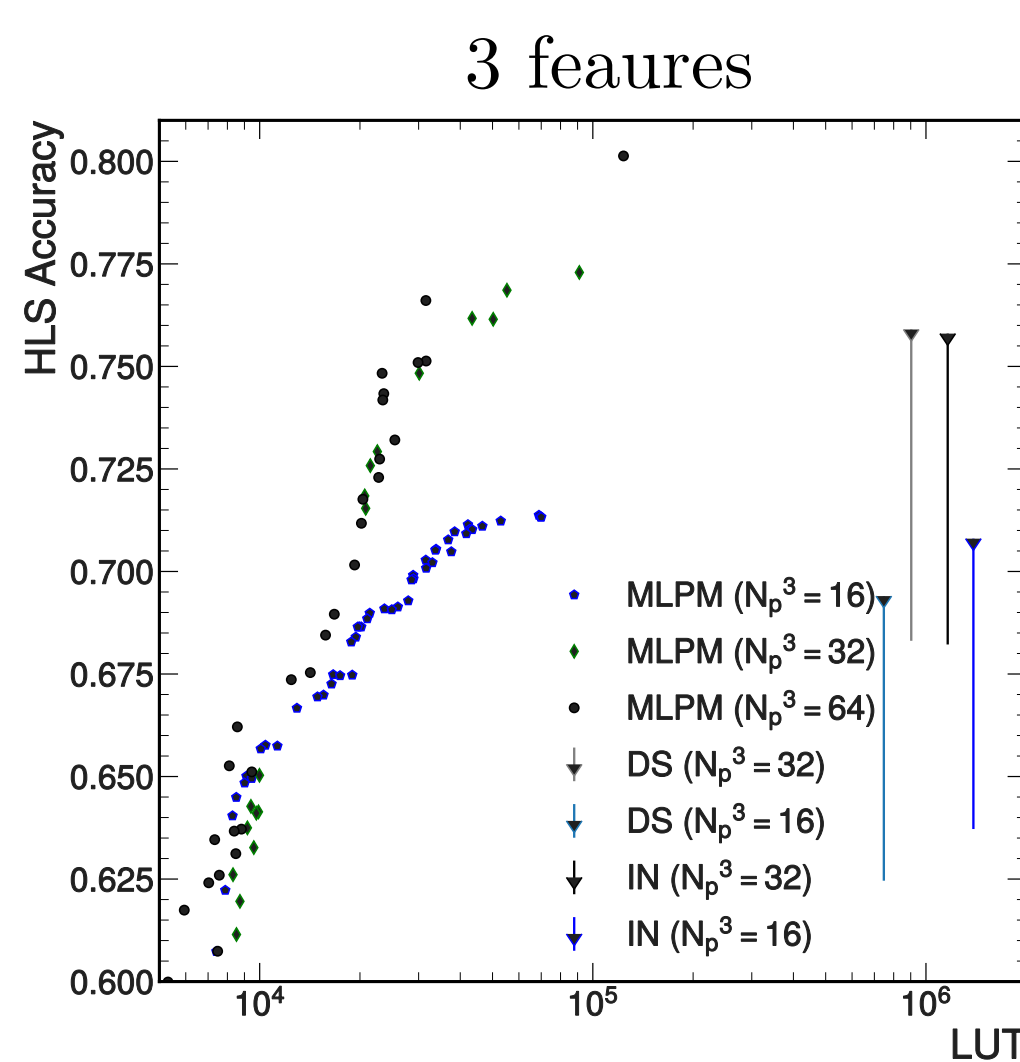 3 feaures
HLS Accuracy
0.800
0.775
0.750
0.725
0.700
0.675
0.650
0.625
0.600
MLPM (Nₚ³ = 16)
MLPM (Nₚ³ = 32)
MLPM (Nₚ³ = 64)
DS (Nₚ³ = 32)
DS (Nₚ³ = 16)
IN (Nₚ³ = 32)
IN (Nₚ³ = 16)
10⁴ 10⁵ 10⁶
LUT